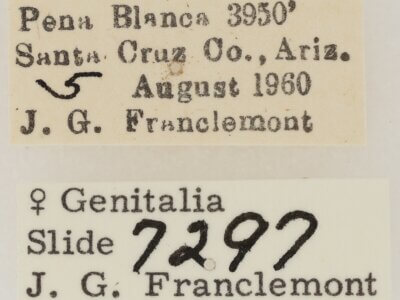 Pena Blanca 3950'
Santa Cruz Co., Ariz.
5 August 1960
J. G. Franclemont
♀ Genitalia
Slide 7297
J. G. Franclemont